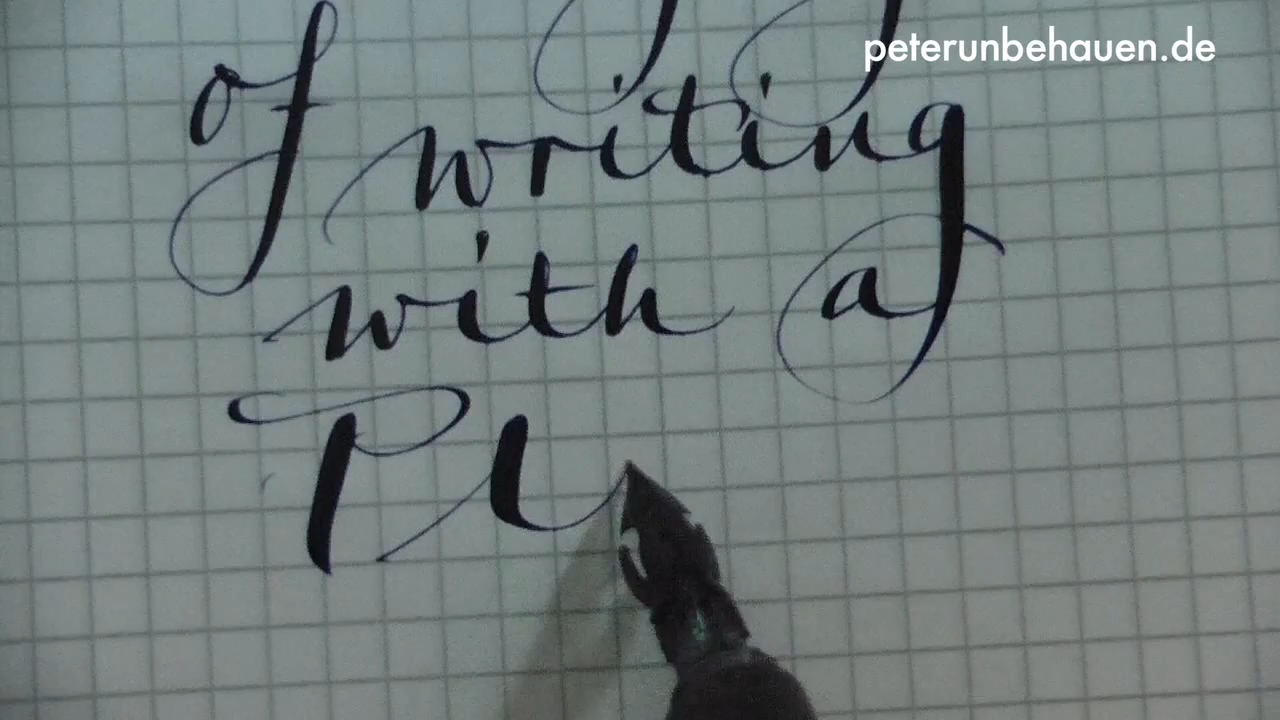 peterunbehauen.de
of writing
with a